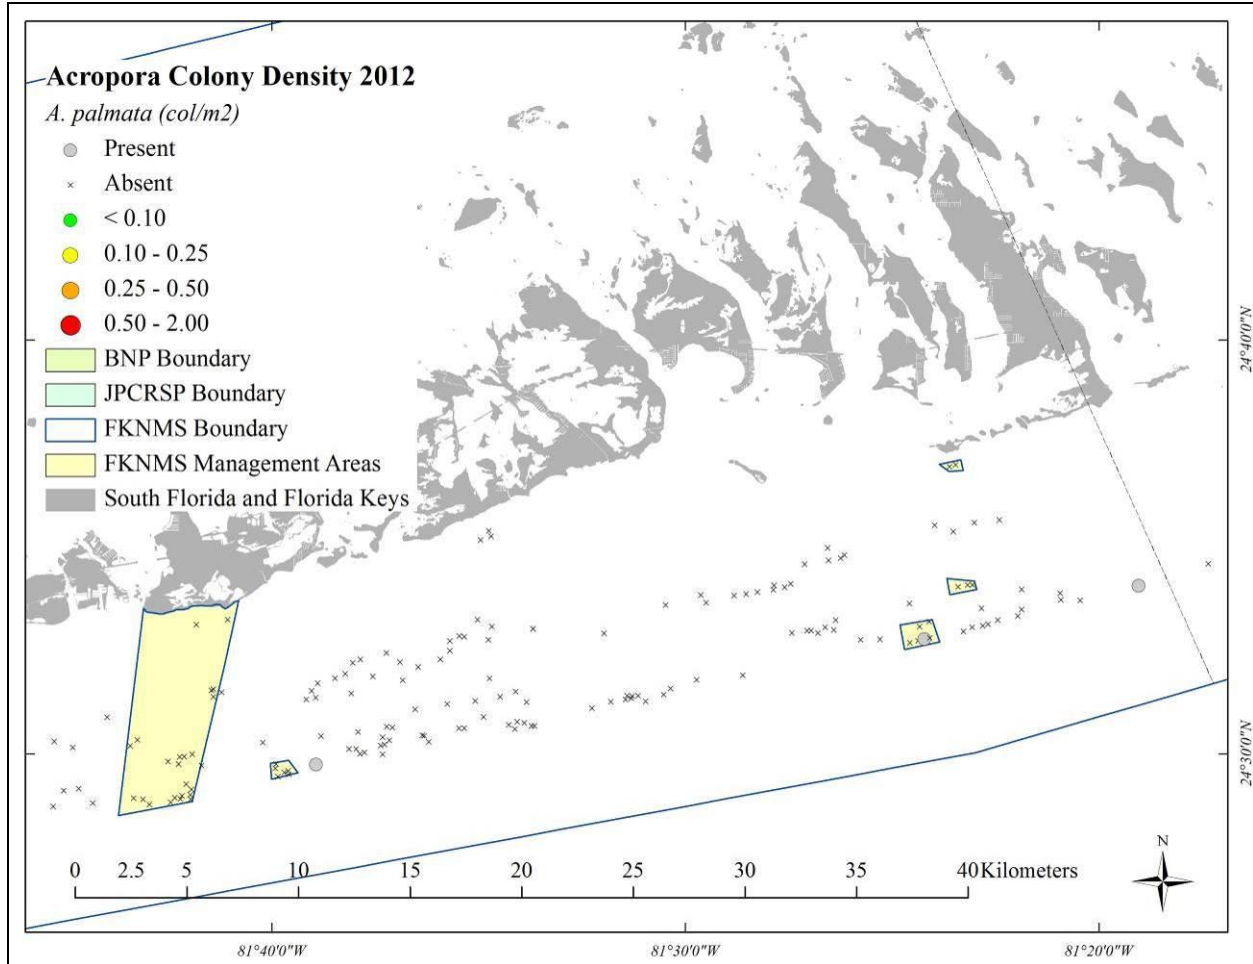 Acropora Colony Density 2012
A. palmata (col/m2)
Present
Absent
< 0.10
0.10 - 0.25
0.25 - 0.50
0.50 - 2.00
BNP Boundary
JPCRSP Boundary
FKNMS Boundary
FKNMS Management Areas
South Florida and Florida Keys
24°40'0"N
24°30'0"N
N
0 2.5 5 10 15 20 25 30 35 40 Kilometers
81°40'0"W 81°30'0"W 81°20'0"W